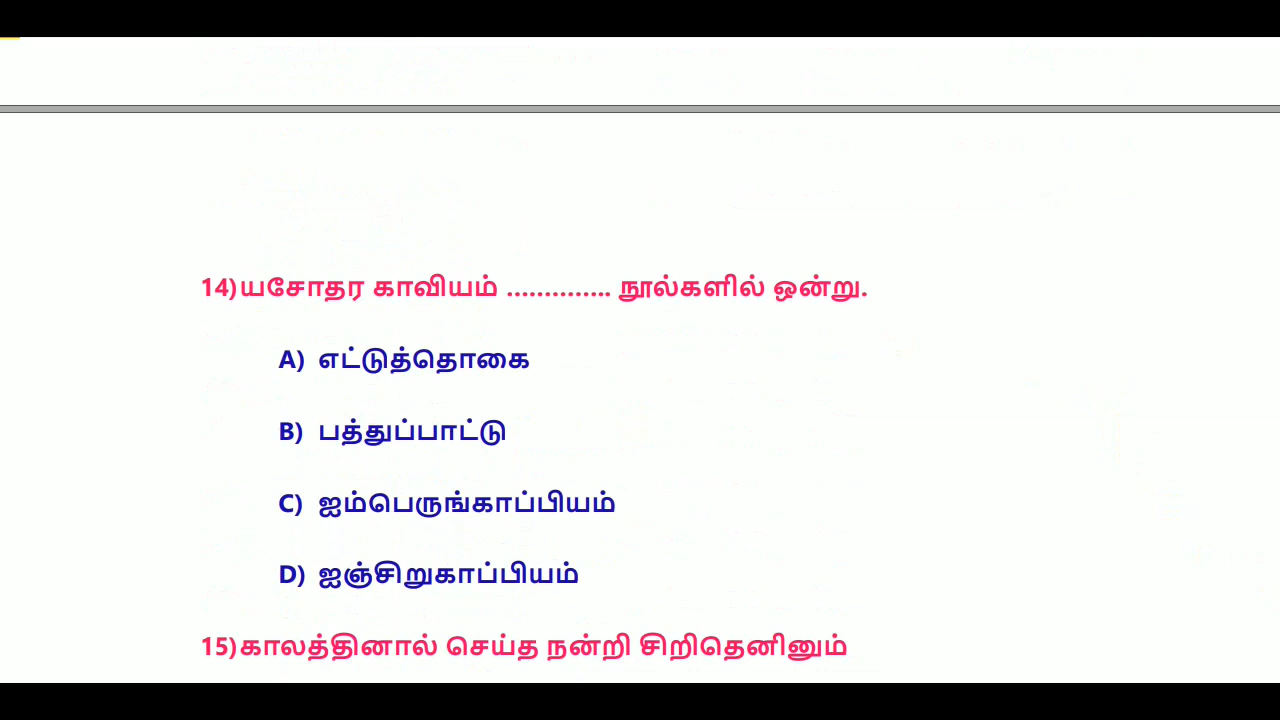 14)யசோதர காவியம் .............. நூல்களில் ஒன்று.
A) எட்டுத்தொகை
B) பத்துப்பாட்டு
C) ஐம்பெருங்காப்பியம்
D) ஐஞ்சிறுகாப்பியம்
15)காலத்தினால் செய்த நன்றி சிறிதெனினும்